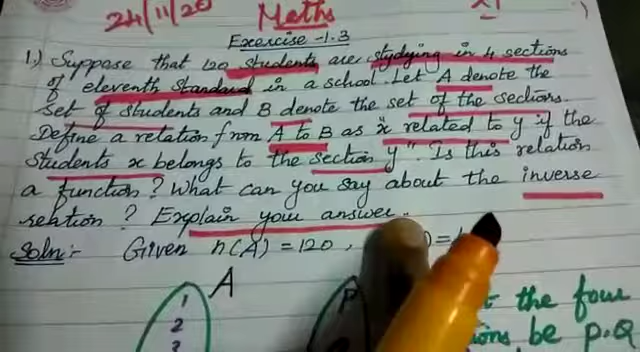 24/11/20 Maths XI
Exercise - 1.3
1.) Suppose that 120 students are stydying in 4 sections
of eleventh standard in a school. Let A denote the
set of students and B denote the set of the sections.
Define a relation from A to B as "x related to y if the
students x belongs to the section y". Is this relation
a function? What can you say about the inverse
relation? Explain your answer.
Soln:- Given n(A) = 120,
A
1 P the four
2 be P.Q
3